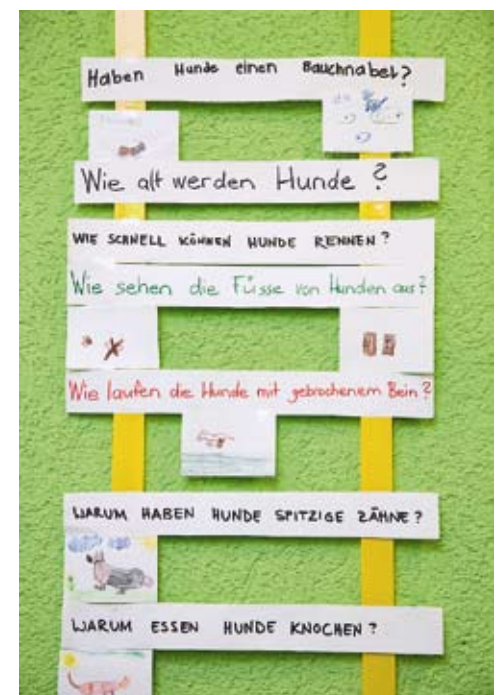 Haben Hunde einen Bauchnabel?
Wie alt werden Hunde ?
WIE SCHNELL KÖNNEN HUNDE RENNEN ?
Wie sehen die Füsse von Hunden aus?
Wie laufen die Hunde mit gebrochenem Bein ?
WARUM HABEN HUNDE SPITZIGE ZÄHNE ?
WARUM ESSEN HUNDE KNOCHEN ?